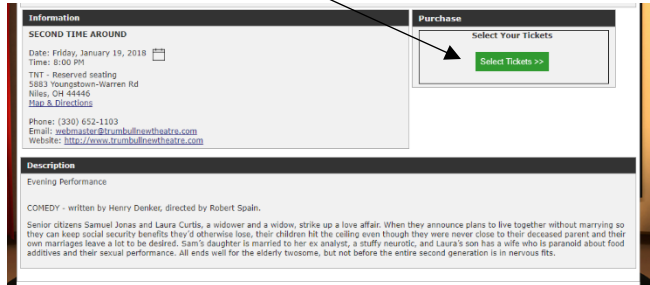 Information
SECOND TIME AROUND
Date: Friday, January 19, 2018
Time: 8:00 PM
TNT - Reserved seating
5883 Youngstown-Warren Rd
Niles, OH 44446
Map & Directions
Phone: (330) 652-1103
Email: webmaster@trumbullnewtheatre.com
Website: http://www.trumbullnewtheatre.com
Purchase
Select Your Tickets
Select Tickets >>
Description
Evening Performance
COMEDY - written by Henry Denker, directed by Robert Spain.
Senior citizens Samuel Jonas and Laura Curtis, a widower and a widow, strike up a love affair. When they announce plans to live together without marrying so
they can keep social security benefits they'd otherwise lose, their children hit the ceiling even though they were never close to their deceased parent and their
own marriages leave a lot to be desired. Sam's daughter is married to her ex analyst, a stuffy neurotic, and Laura's son has a wife who is paranoid about food
additives and their sexual performance. All ends well for the elderly twosome, but not before the entire second generation is in nervous fits.